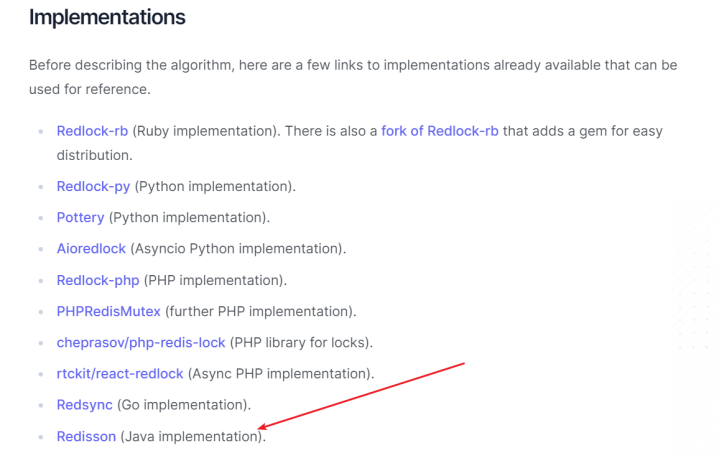 Implementations
Before describing the algorithm, here are a few links to implementations already available that can be
used for reference.
Redlock-rb (Ruby implementation). There is also a fork of Redlock-rb that adds a gem for easy
distribution.
Redlock-py (Python implementation).
Pottery (Python implementation).
Aioredlock (Asyncio Python implementation).
Redlock-php (PHP implementation).
PHPRedisMutex (further PHP implementation).
cheprasov/php-redis-lock (PHP library for locks).
rtckit/react-redlock (Async PHP implementation).
Redsync (Go implementation).
Redisson (Java implementation).